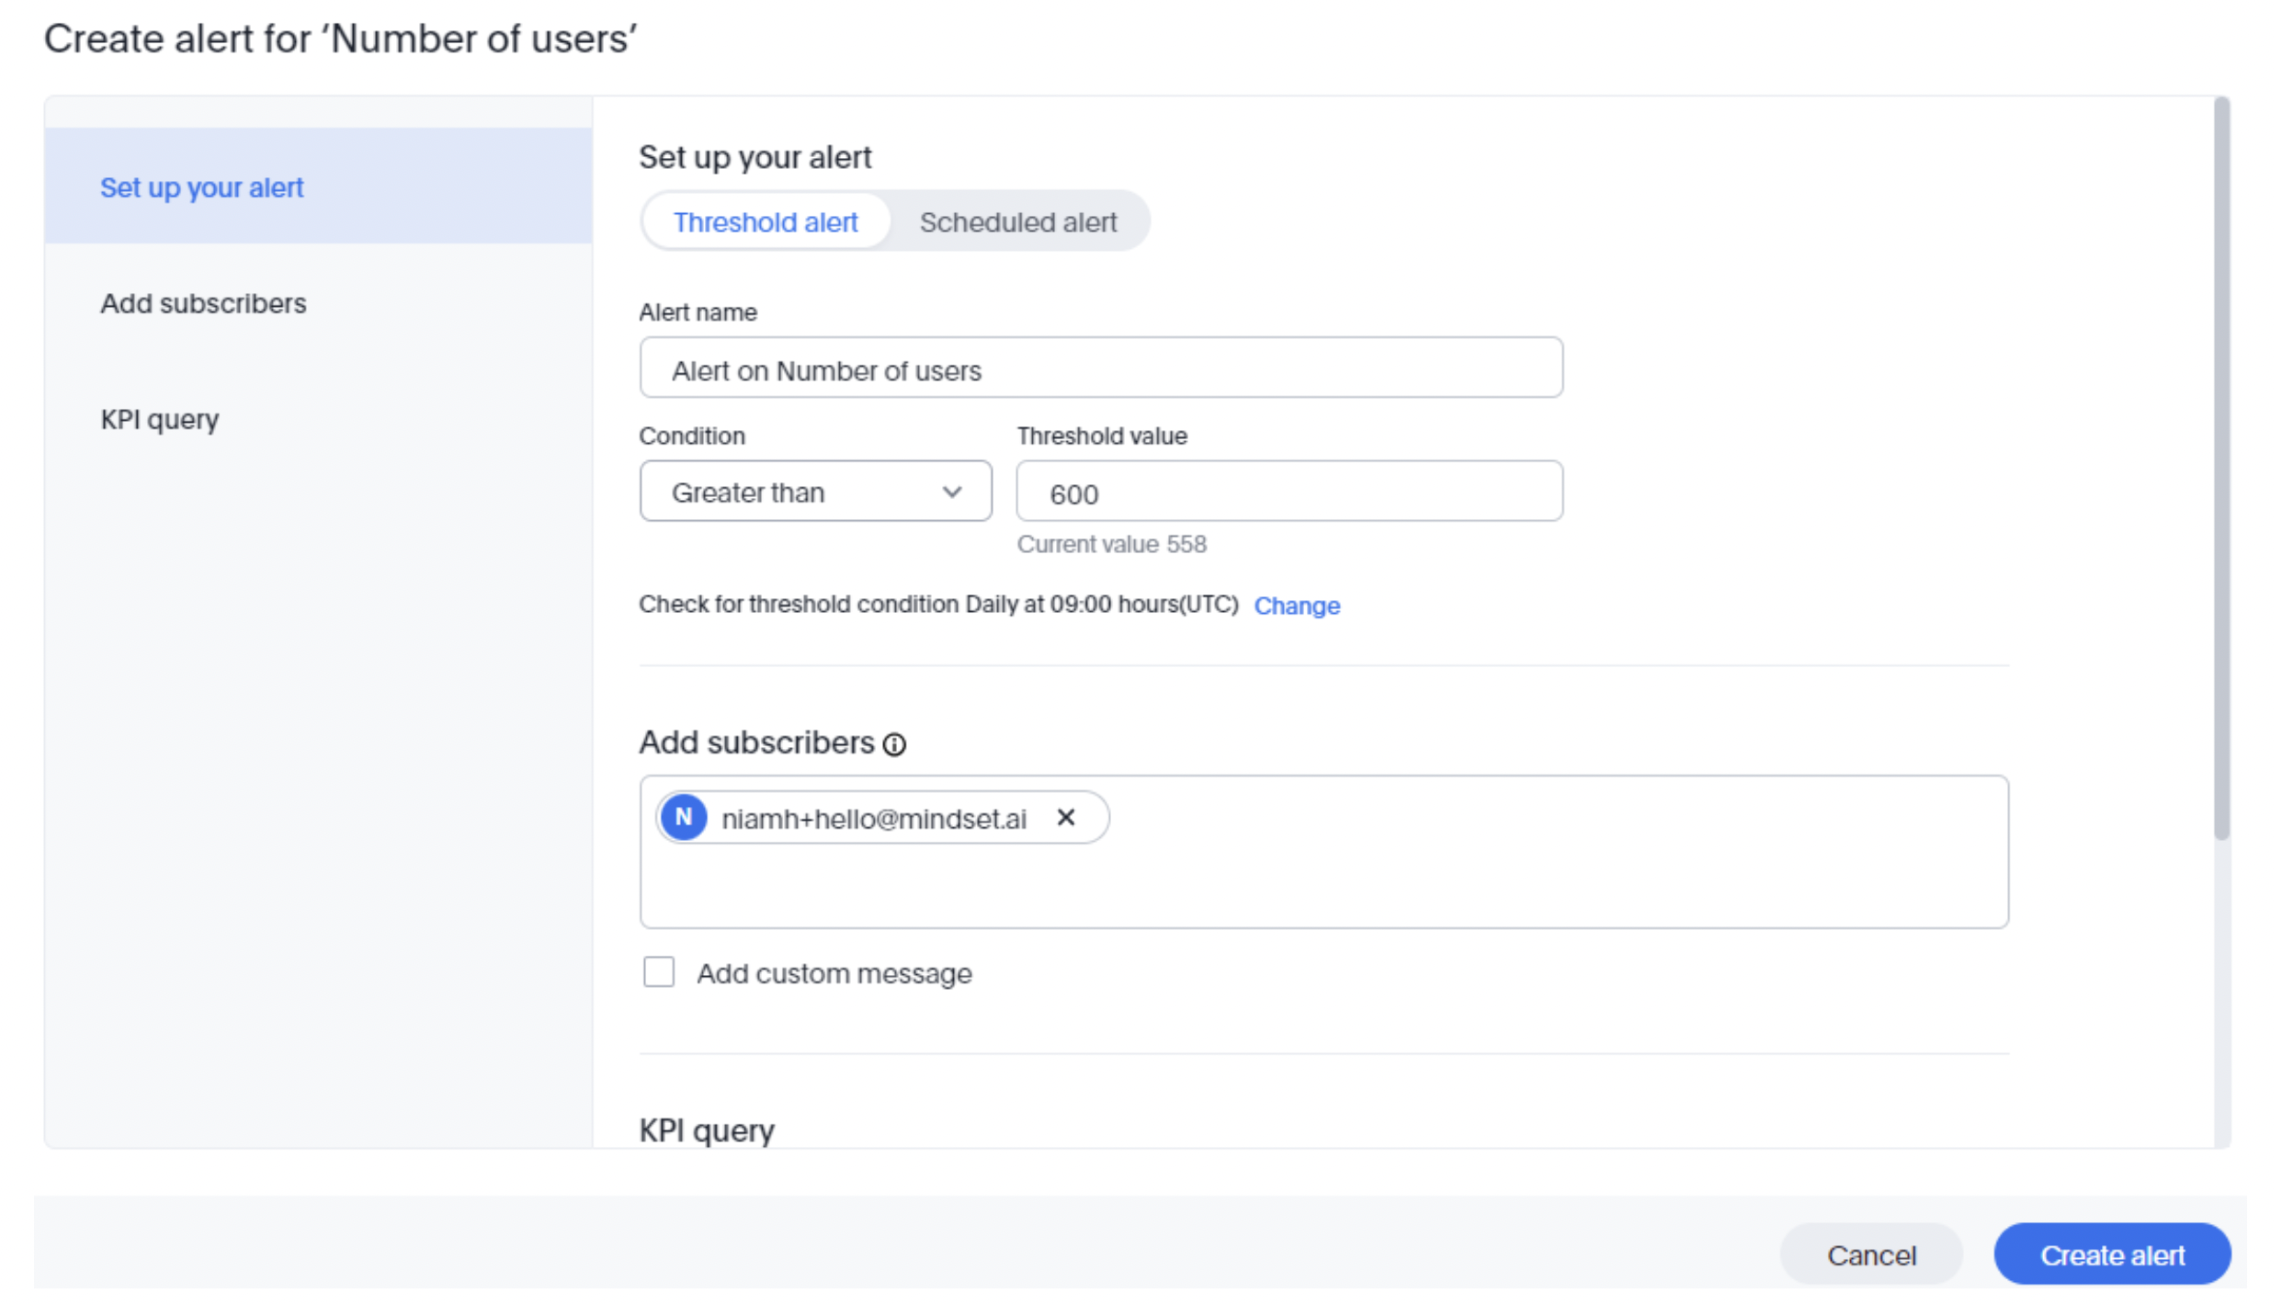 Create alert for ‘Number of users’
Set up your alert
Add subscribers
KPI query
Set up your alert
Threshold alert
Scheduled alert
Alert name
Alert on Number of users
Condition
Threshold value
Greater than
600
Current value 558
Check for threshold condition Daily at 09:00 hours(UTC) Change
Add subscribers
N niamh+hello@mindset.ai
Add custom message
KPI query
Cancel
Create alert